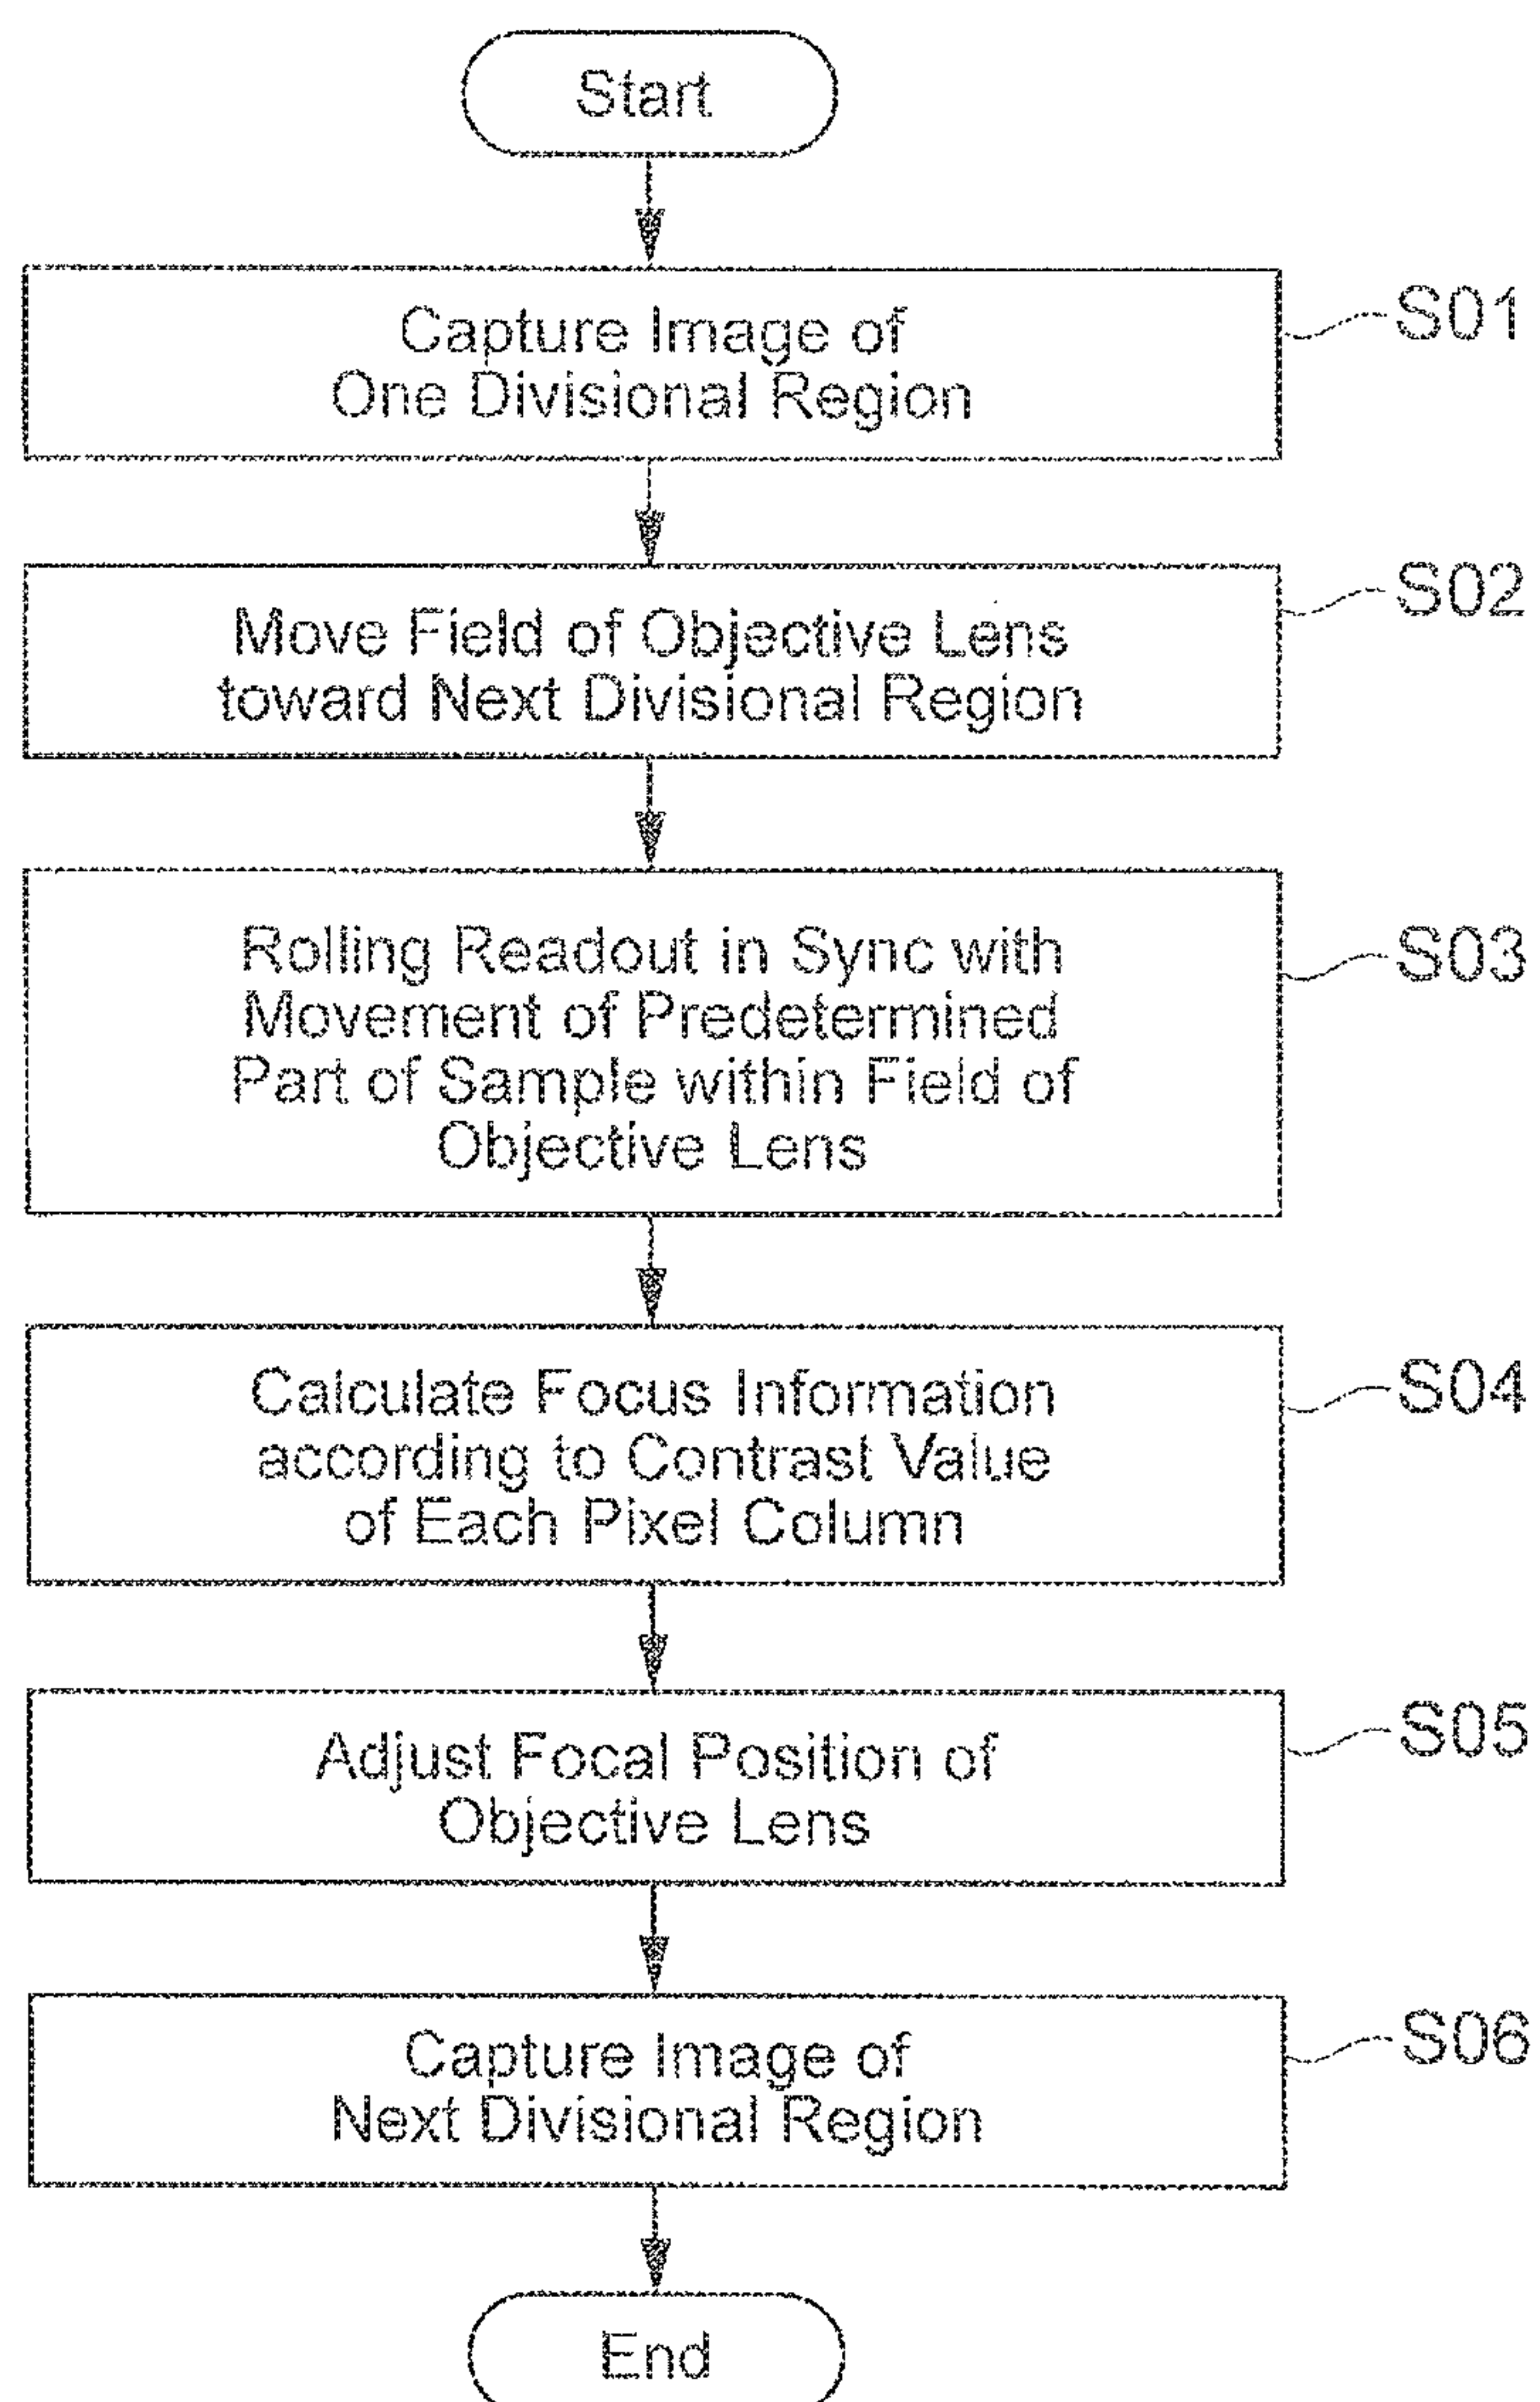 Start
Capture Image of
One Divisional Region
S01
Move Field of Objective Lens
toward Next Divisional Region
S02
Rolling Readout in Sync with
Movement of Predetermined
Part of Sample within Field of
Objective Lens
S03
Calculate Focus Information
according to Contrast Value
of Each Pixel Column
S04
Adjust Focal Position of
Objective Lens
S05
Capture Image of
Next Divisional Region
S06
End